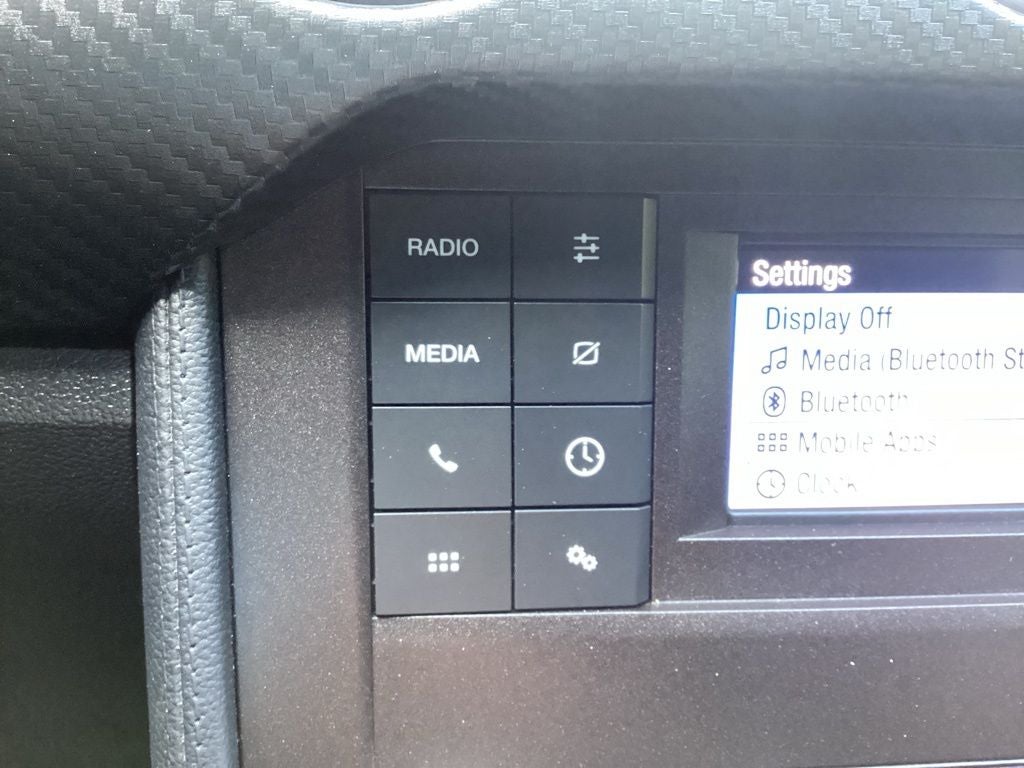 RADIO
MEDIA
Settings
Display Off
Media (Bluetooth St
Bluetooth
Mobile Apps
Clock